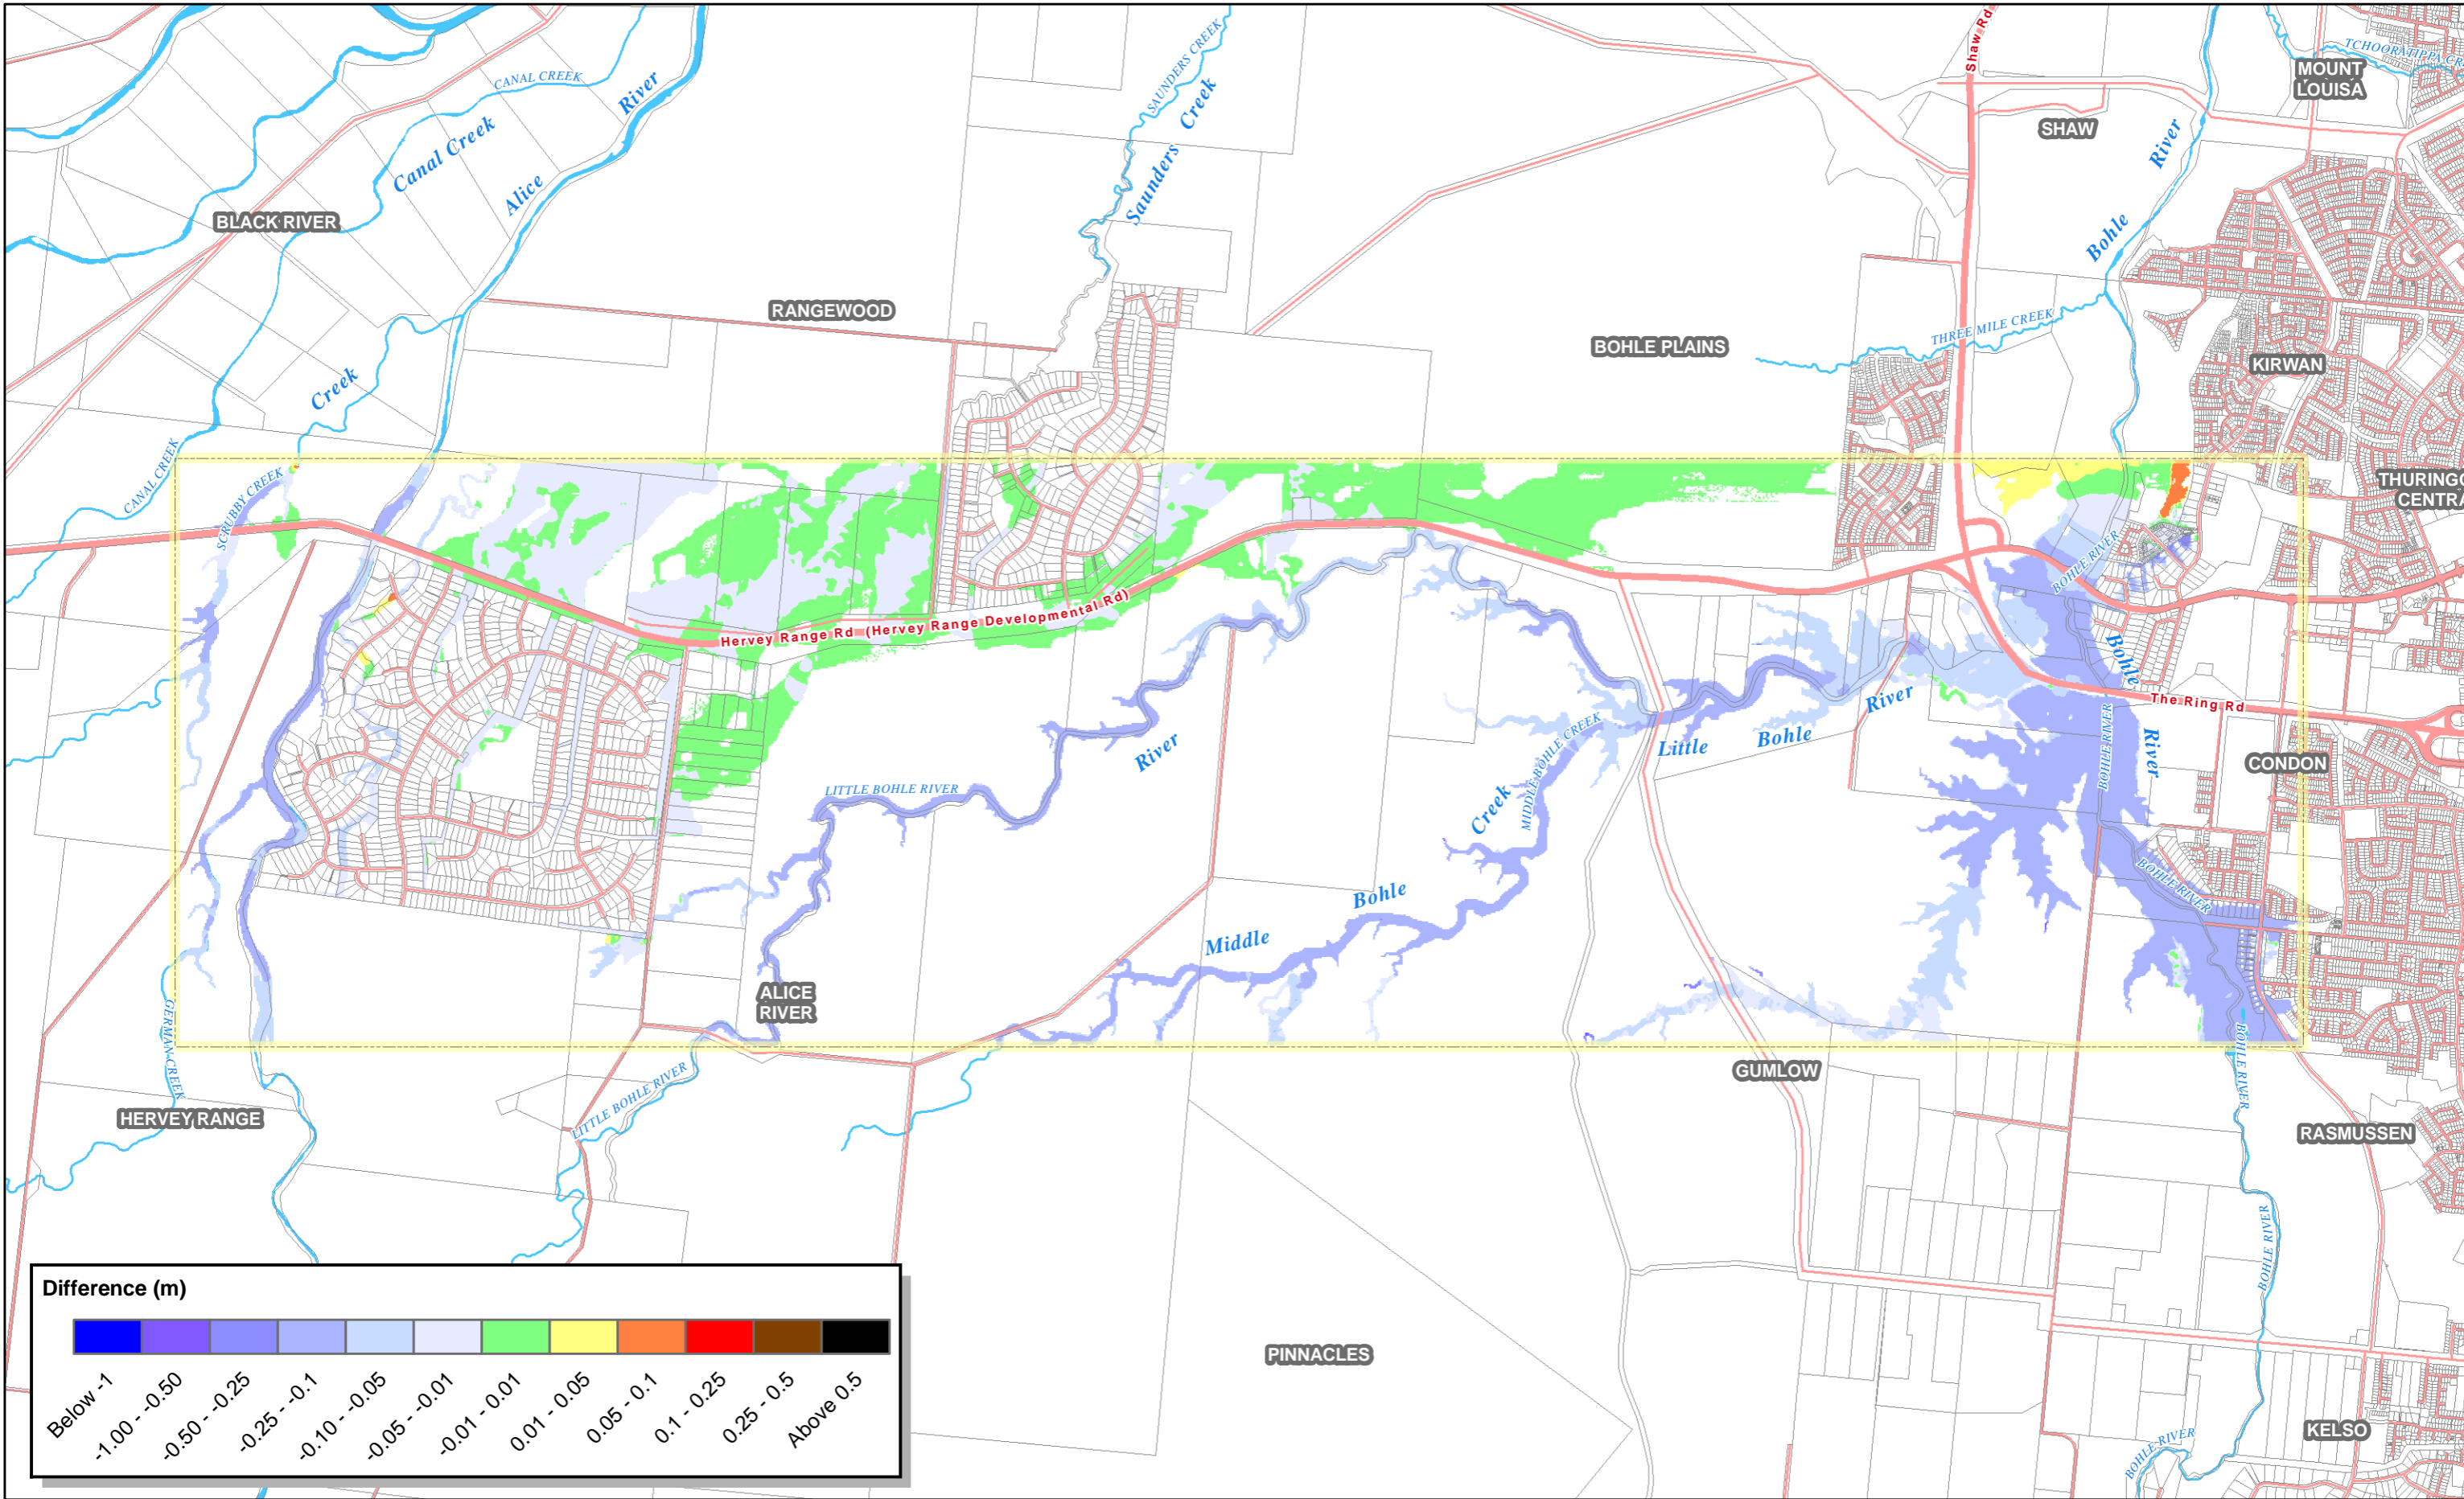 Shaw Rd
TCHOORATIPPA
MOUNT
LOUISA
CANAL CREEK
SAUNDERS CREEK
River
Creek
SHAW
Canal Creek
River
Alice
Saunders
BLACK RIVER
Bohle
RANGEWOOD
THREE MILE CREEK
BOHLE PLAINS
KIRWAN
Creek
CANAL CREEK
SCRUBBY CREEK
THURINGO
CENTRA
BOHLE RIVER
Hervey Range Rd (Hervey Range Developmental Rd)
Bohle
The Ring Rd
River
River
Bohle
Little
MIDDLE BOHLE CREEK
BOHLE RIVER
River
CONDON
LITTLE BOHLE RIVER
Creek
BOHLE RIVER
Bohle
Middle
ALICE
RIVER
GERMAN CREEK
BOHLE RIVER
GUMLOW
LITTLE BOHLE RIVER
HERVEY RANGE
RASMUSSEN
BOHLE RIVER
PINNACLES
KELSO
BOHLE RIVER
Difference (m)
Below -1
-1.00 - -0.50
-0.50 - -0.25
-0.25 - -0.1
-0.10 - -0.05
-0.05 - -0.01
-0.01 - 0.01
0.01 - 0.05
0.05 - 0.1
0.1 - 0.25
0.25 - 0.5
Above 0.5